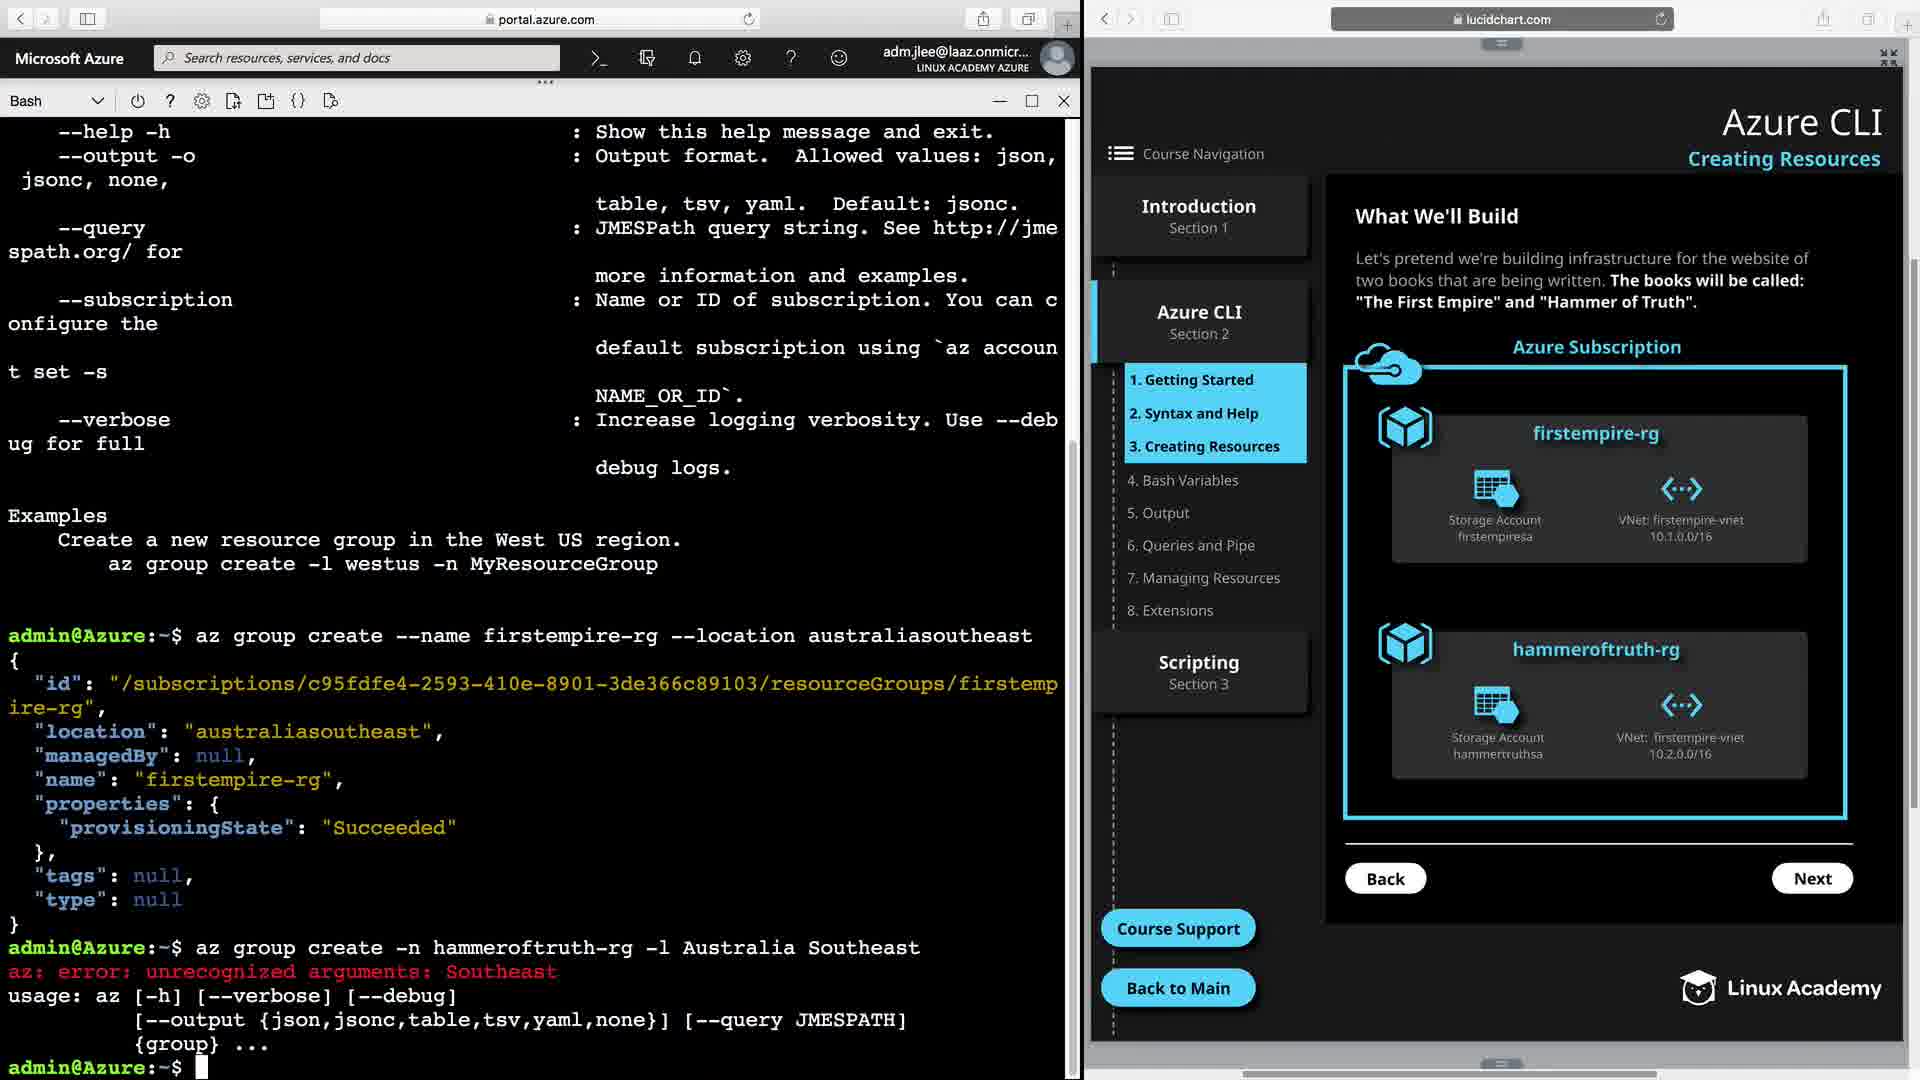 portal.azure.com
Microsoft Azure
Search resources, services, and docs
adm.jlee@laaz.onmicr...
LINUX ACADEMY AZURE
Bash
--help -h : Show this help message and exit.
--output -o : Output format.  Allowed values: json,
jsonc, none,
table, tsv, yaml.  Default: jsonc.
--query : JMESPath query string. See http://jme
spath.org/ for
more information and examples.
--subscription : Name or ID of subscription. You can c
onfigure the
default subscription using `az accoun
t set -s
NAME_OR_ID`.
--verbose : Increase logging verbosity. Use --deb
ug for full
debug logs.
Examples
Create a new resource group in the West US region.
az group create -l westus -n MyResourceGroup
admin@Azure:~$ az group create --name firstempire-rg --location australiasoutheast
{
"id": "/subscriptions/c95fdfe4-2593-410e-8901-3de366c89103/resourceGroups/firstemp
ire-rg",
"location": "australiasoutheast",
"managedBy": null,
"name": "firstempire-rg",
"properties": {
"provisioningState": "Succeeded"
},
"tags": null,
"type": null
}
admin@Azure:~$ az group create -n hammeroftruth-rg -l Australia Southeast
az: error: unrecognized arguments: Southeast
usage: az [-h] [--verbose] [--debug]
[--output {json,jsonc,table,tsv,yaml,none}] [--query JMESPATH]
{group} ...
admin@Azure:~$
lucidchart.com
Azure CLI
Creating Resources
Course Navigation
Introduction
Section 1
Azure CLI
Section 2
1. Getting Started
2. Syntax and Help
3. Creating Resources
4. Bash Variables
5. Output
6. Queries and Pipe
7. Managing Resources
8. Extensions
Scripting
Section 3
Course Support
Back to Main
What We'll Build
Let's pretend we're building infrastructure for the website of
two books that are being written. The books will be called:
"The First Empire" and "Hammer of Truth".
Azure Subscription
firstempire-rg
Storage Account
firstempiresa
VNet: firstempire-vnet
10.1.0.0/16
hammeroftruth-rg
Storage Account
hammertruthsa
VNet: firstempire-vnet
10.2.0.0/16
Back
Next
Linux Academy